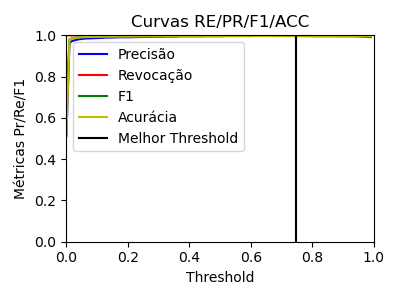 Curvas RE/PR/F1/ACC
1.0
0.8
0.6
0.4
0.2
0.0
Métricas Pr/Re/F1
Precisão
Revocação
F1
Acurácia
Melhor Threshold
0.0 0.2 0.4 0.6 0.8 1.0
Threshold